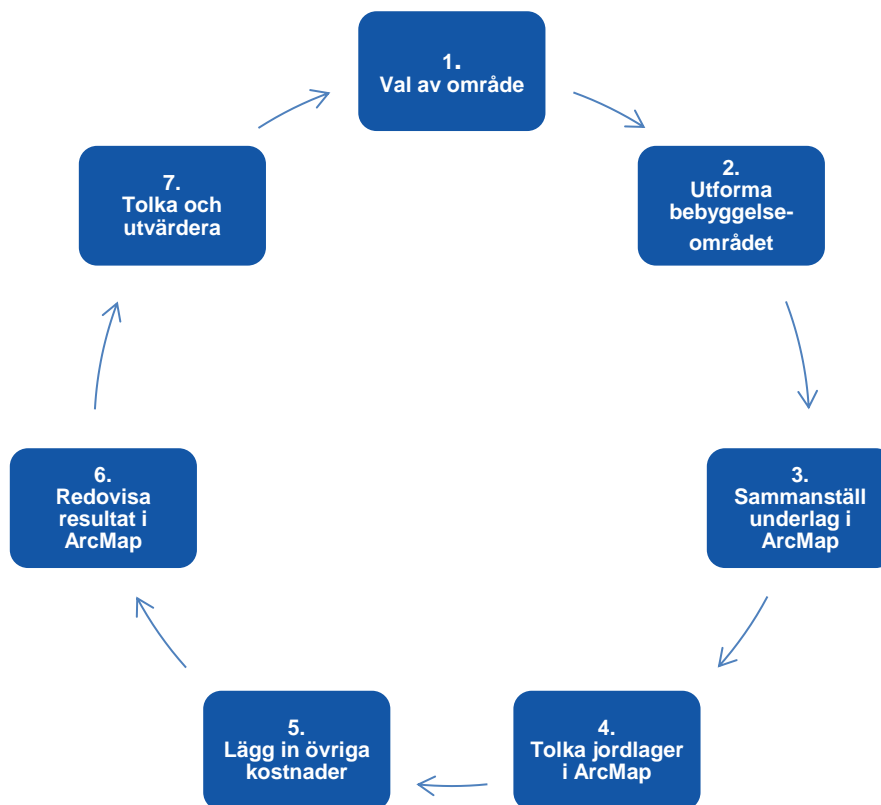 1.
Val av område
2.
Utforma
bebyggelse-
området
3.
Sammanställ
underlag i
ArcMap
4.
Tolka jordlager
i ArcMap
5.
Lägg in övriga
kostnader
6.
Redovisa
resultat i
ArcMap
7.
Tolka och
utvärdera